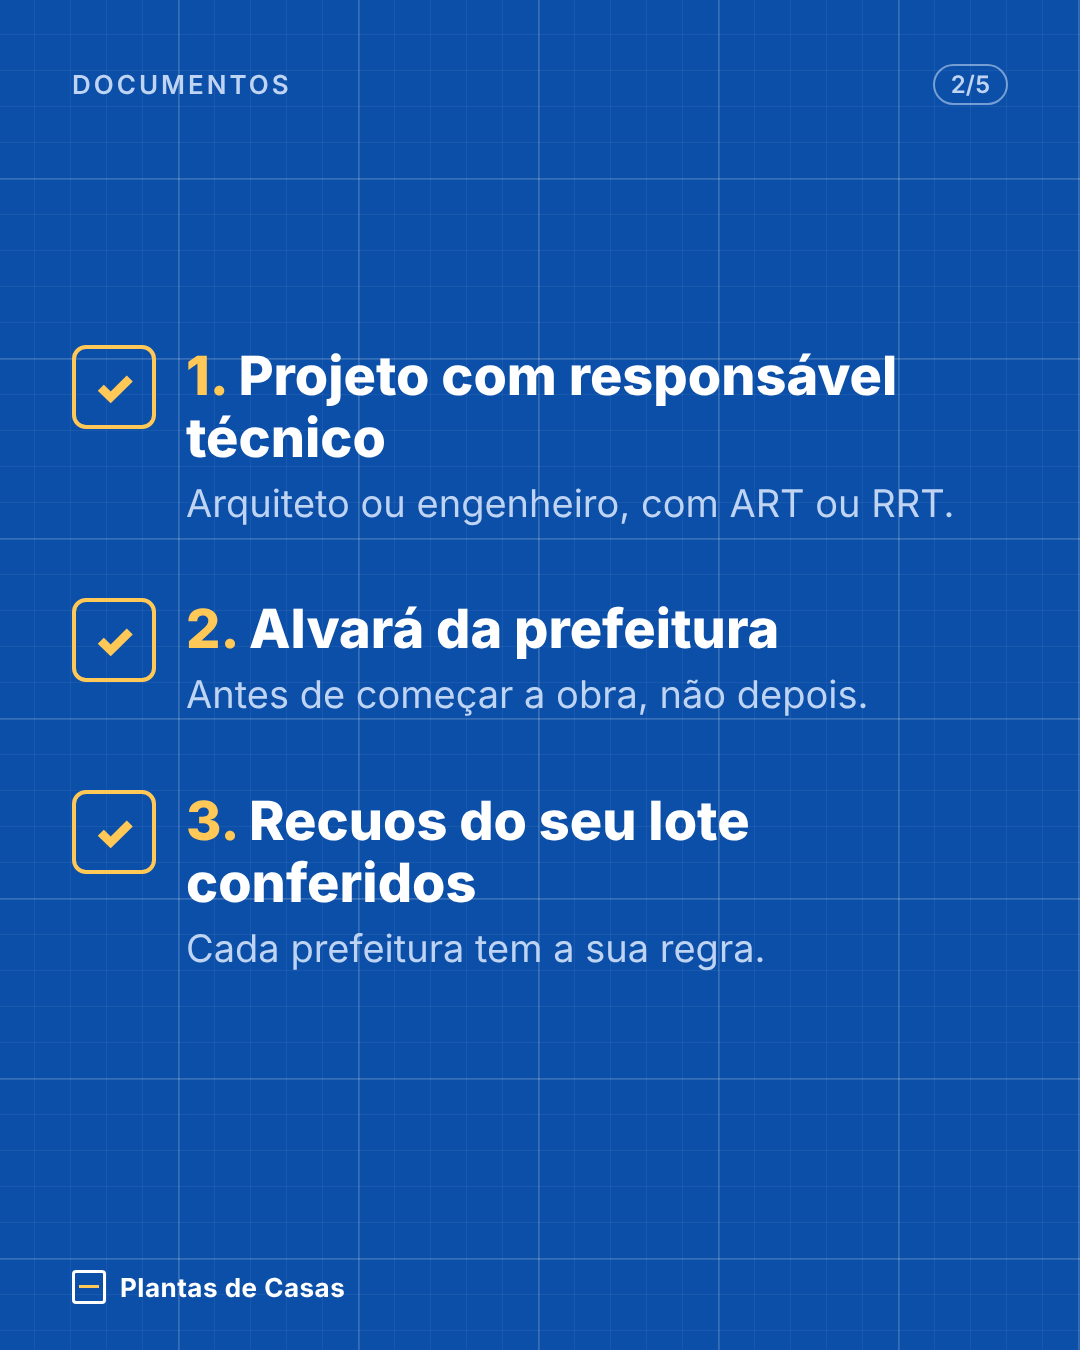 DOCUMENTOS
2/5
1. Projeto com responsável
técnico
Arquiteto ou engenheiro, com ART ou RRT.
2. Alvará da prefeitura
Antes de começar a obra, não depois.
3. Recuos do seu lote
conferidos
Cada prefeitura tem a sua regra.
Plantas de Casas